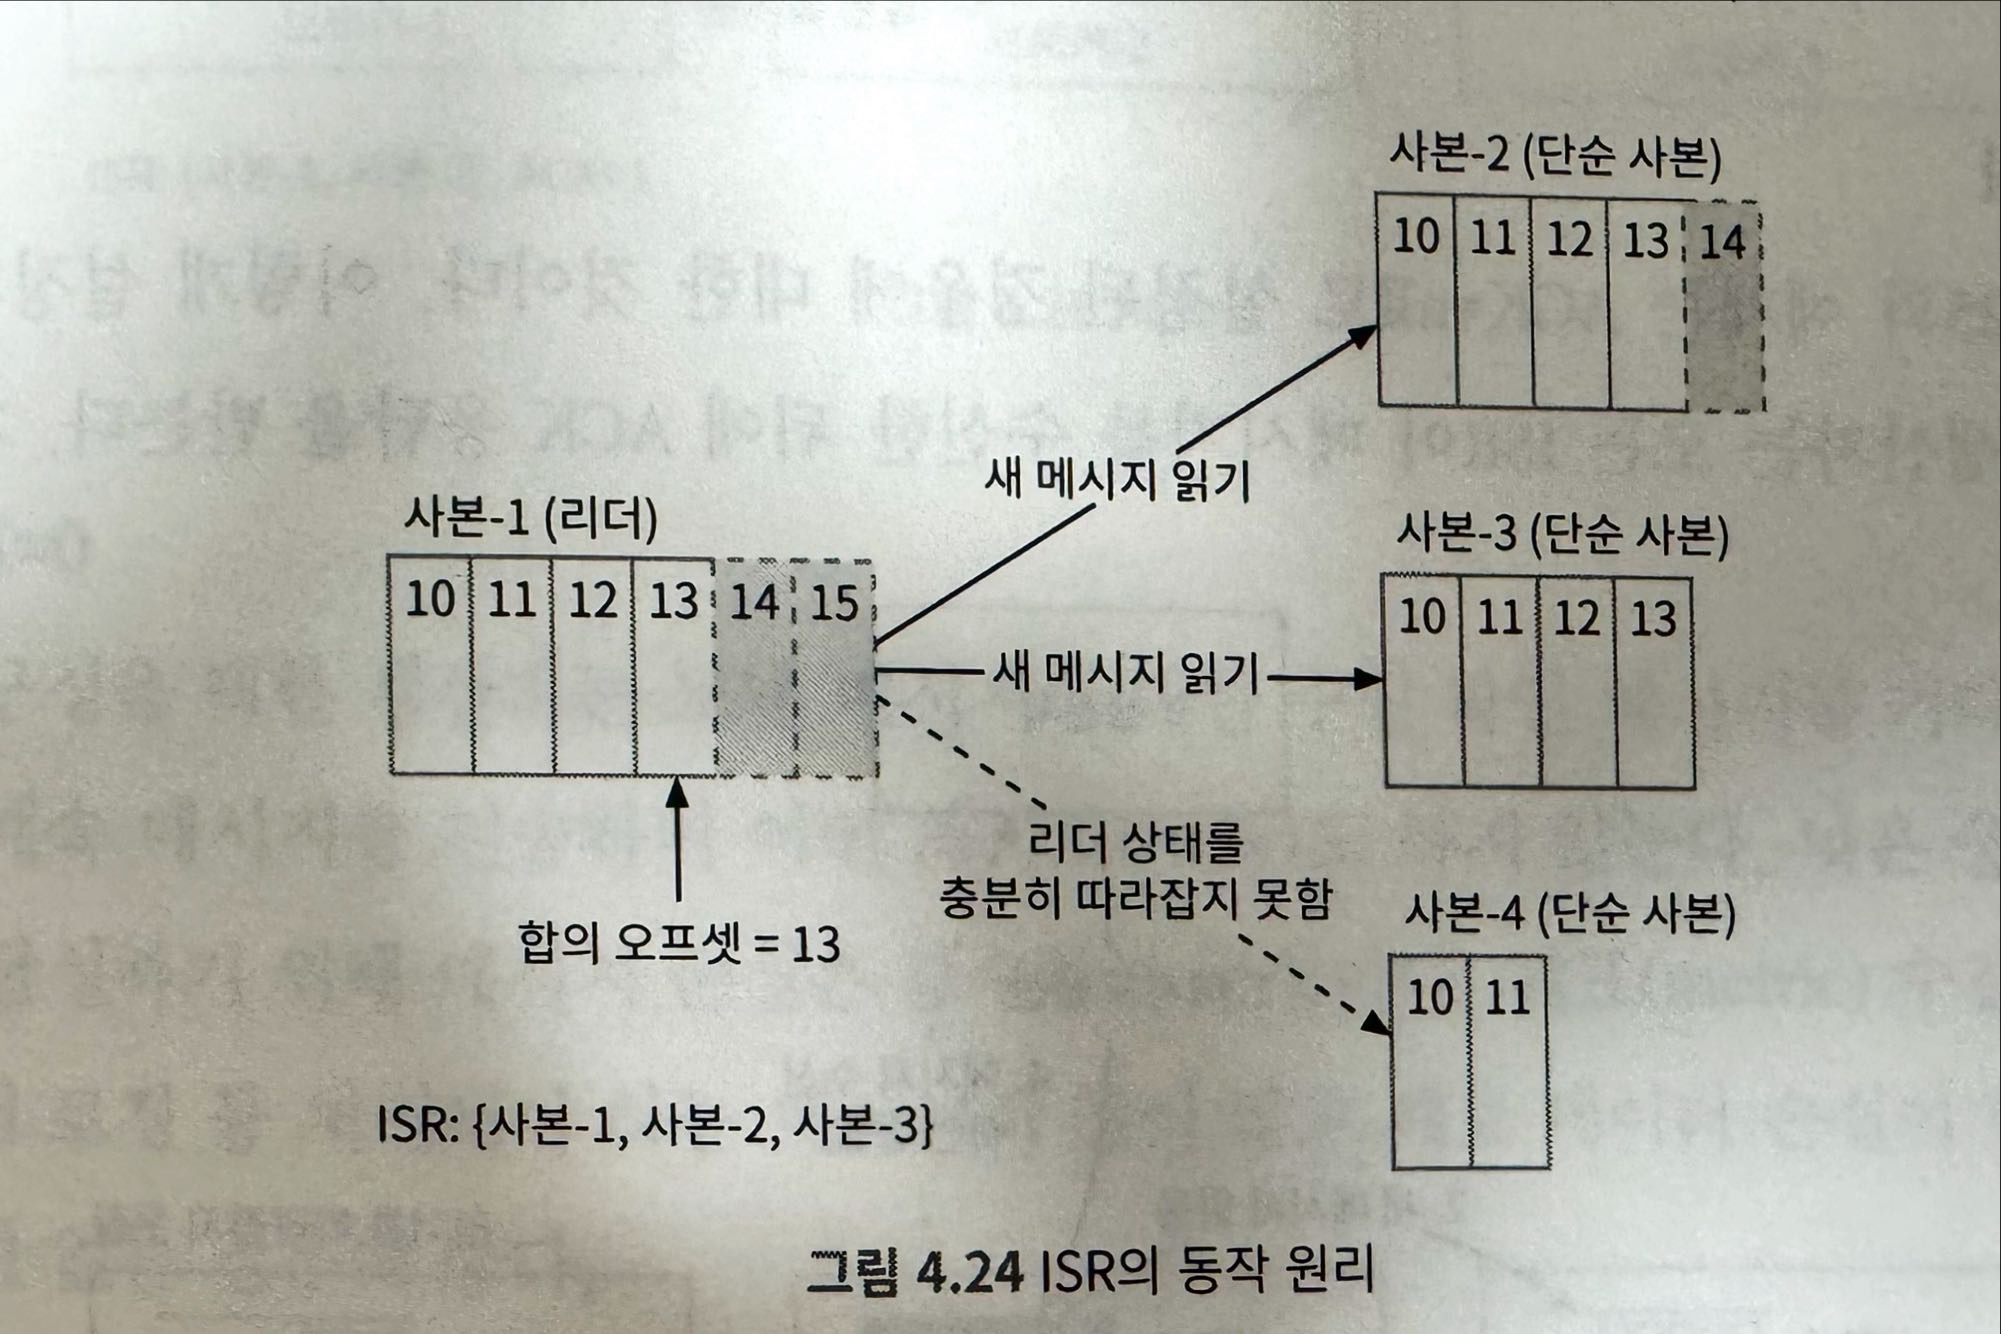 사본-2 (단순 사본)
10 11 12 13 14
새 메시지 읽기
사본-1 (리더)
10 11 12 13 14 15
사본-3 (단순 사본)
10 11 12 13
새 메시지 읽기
리더 상태를
충분히 따라잡지 못함
합의 오프셋 = 13
사본-4 (단순 사본)
10 11
ISR: {사본-1, 사본-2, 사본-3}
그림 4.24 ISR의 동작 원리